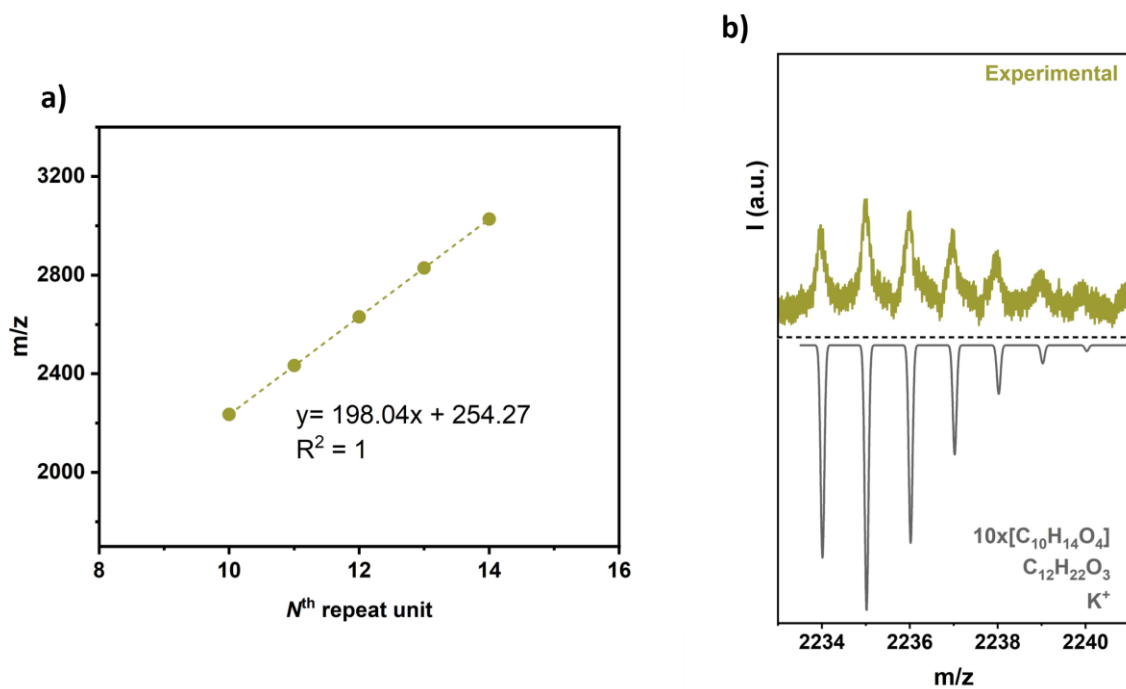 a)
m/z
3200
2800
2400
2000
y= 198.04x + 254.27
R² = 1
8 10 12 14 16
Nᵗʰ repeat unit
b)
Experimental
I (a.u.)
10x[C₁₀H₁₄O₄]
C₁₂H₂₂O₃
K⁺
2234 2236 2238 2240
m/z